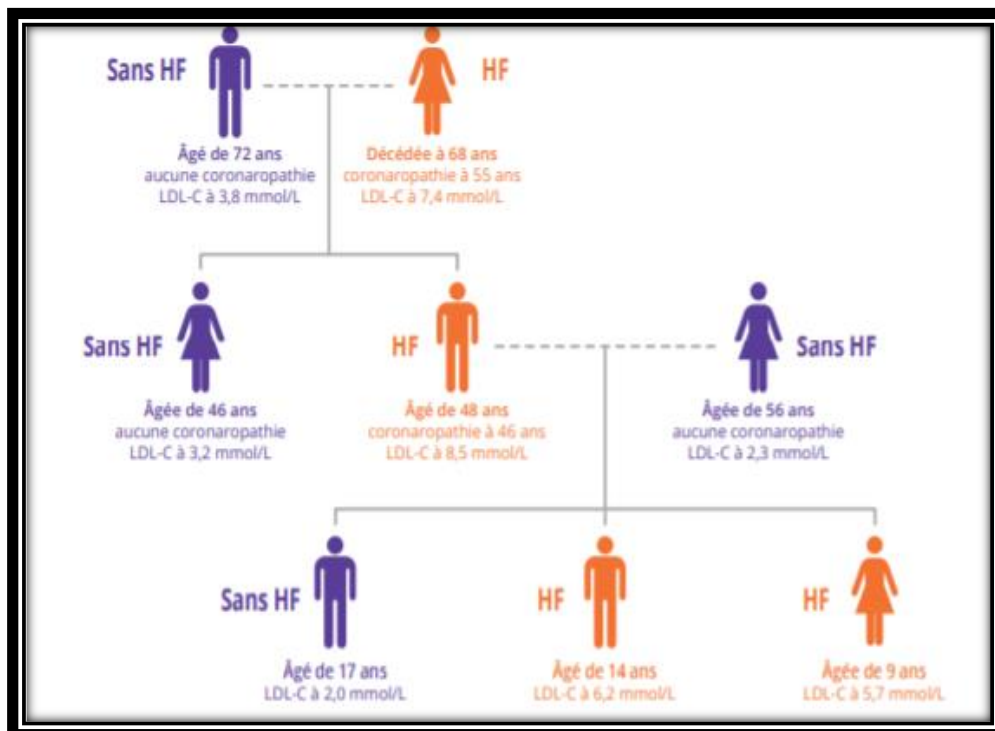 Sans HF
HF
Âgé de 72 ans
aucune coronaropathie
LDL-C à 3,8 mmol/L
Décédée à 68 ans
coronaropathie à 55 ans
LDL-C à 7,4 mmol/L
Sans HF
HF
Sans HF
Âgée de 46 ans
aucune coronaropathie
LDL-C à 3,2 mmol/L
Âgé de 48 ans
coronaropathie à 46 ans
LDL-C à 8,5 mmol/L
Âgée de 56 ans
aucune coronaropathie
LDL-C à 2,3 mmol/L
Sans HF
HF
HF
Âgé de 17 ans
LDL-C à 2,0 mmol/L
Âgé de 14 ans
LDL-C à 6,2 mmol/L
Âgée de 9 ans
LDL-C à 5,7 mmol/L